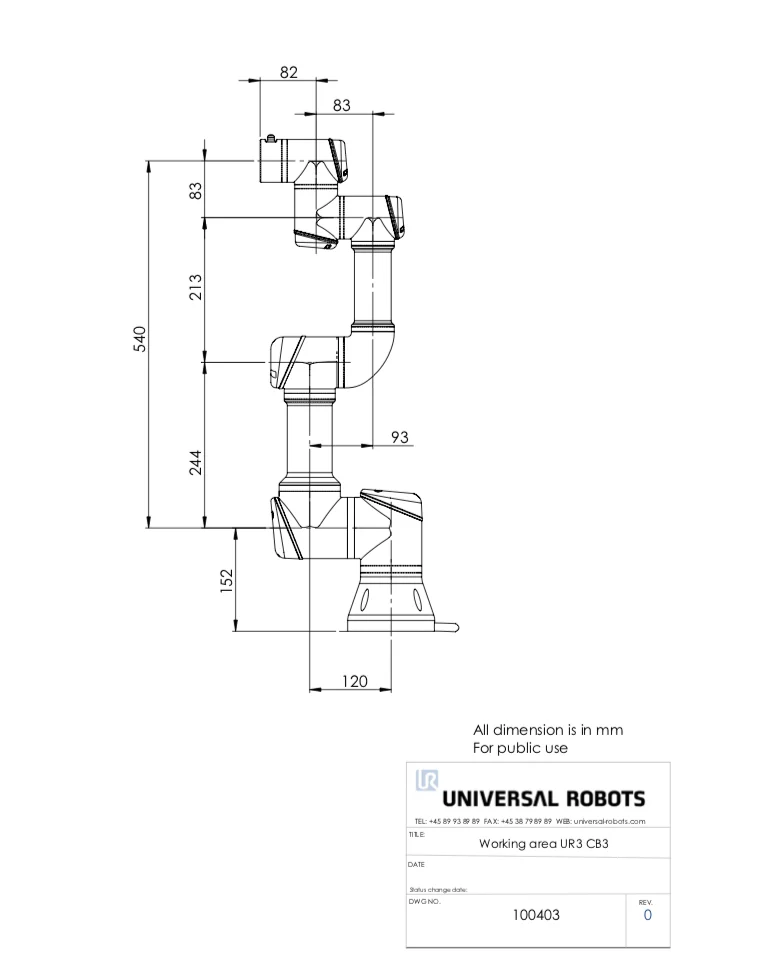 82
83
83
213
540
93
244
152
120
All dimension is in mm
For public use
UR
UNIVERSAL ROBOTS
TEL: +45 89 93 89 89 FAX: +45 38 79 89 89 WEB: universal-robots.com
TITLE:
Working area UR3 CB3
DATE
Status change date:
DWG NO.
REV.
100403
0